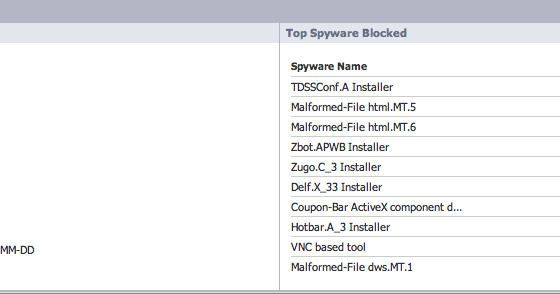 Top Spyware Blocked
Spyware Name
TDSSConf.A Installer
Malformed-File html.MT.5
Malformed-File html.MT.6
Zbot.APWB Installer
Zugo.C_3 Installer
Delf.X_33 Installer
Coupon-Bar ActiveX component d...
Hotbar.A_3 Installer
MM-DD
VNC based tool
Malformed-File dws.MT.1